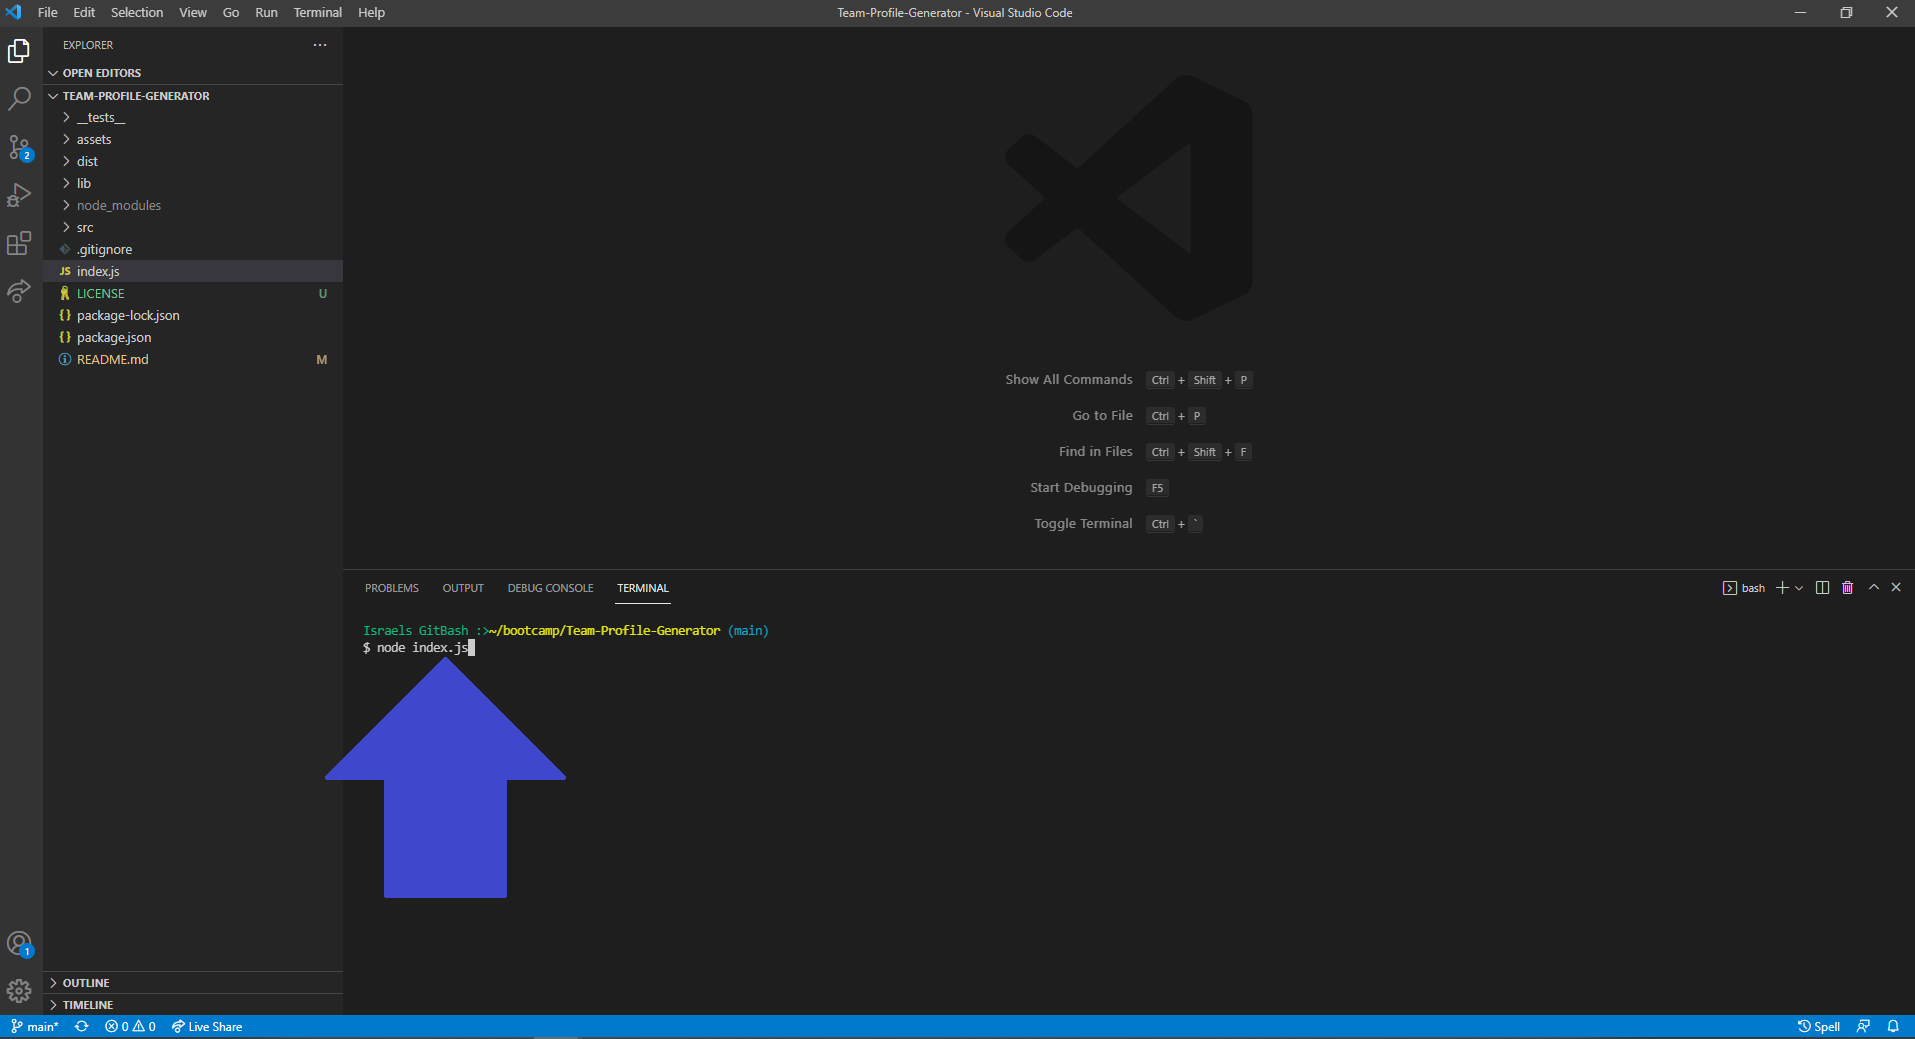 File Edit Selection View Go Run Terminal Help
Team-Profile-Generator - Visual Studio Code
EXPLORER
OPEN EDITORS
TEAM-PROFILE-GENERATOR
__tests__
assets
dist
lib
node_modules
src
.gitignore
JS index.js
LICENSE U
{} package-lock.json
{} package.json
README.md M
2
1
OUTLINE
TIMELINE
Show All Commands Ctrl + Shift + P
Go to File Ctrl + P
Find in Files Ctrl + Shift + F
Start Debugging F5
Toggle Terminal Ctrl + `
PROBLEMS OUTPUT DEBUG CONSOLE TERMINAL
bash
Israels GitBash :>~/bootcamp/Team-Profile-Generator (main)
$ node index.js
main* 0 0 Live Share
Spell